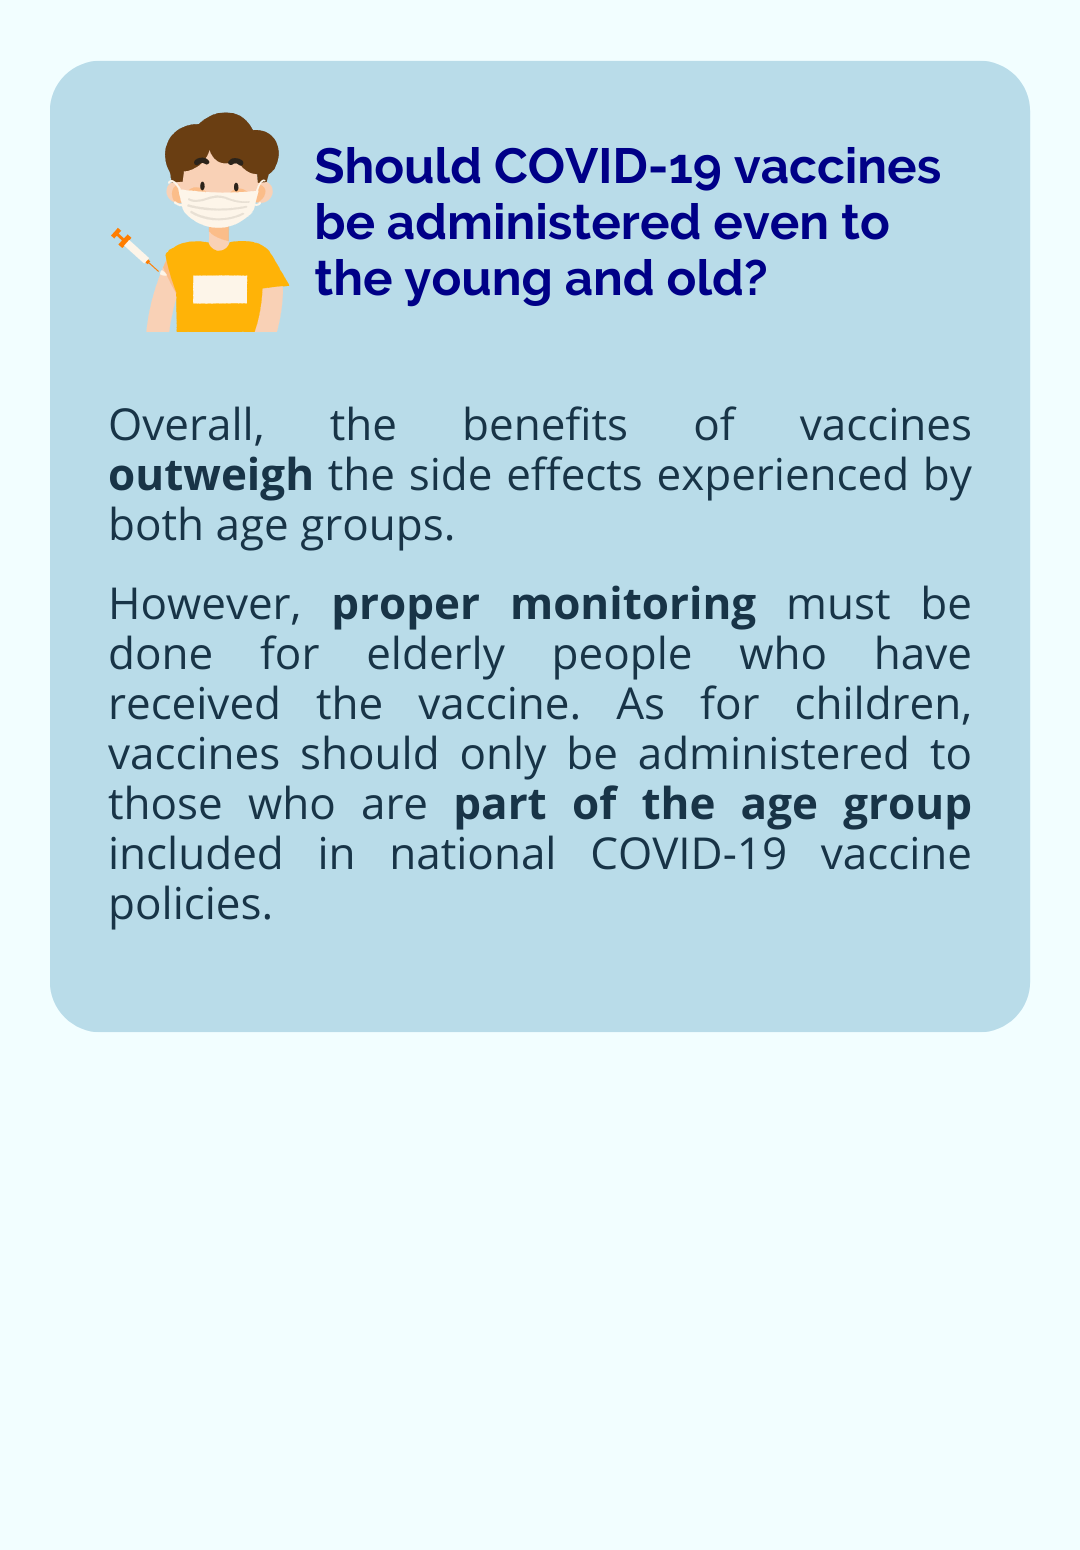 Should COVID-19 vaccines
be administered even to
the young and old?
Overall, the benefits of vaccines
outweigh the side effects experienced by
both age groups.
However, proper monitoring must be
done for elderly people who have
received the vaccine. As for children,
vaccines should only be administered to
those who are part of the age group
included in national COVID-19 vaccine
policies.